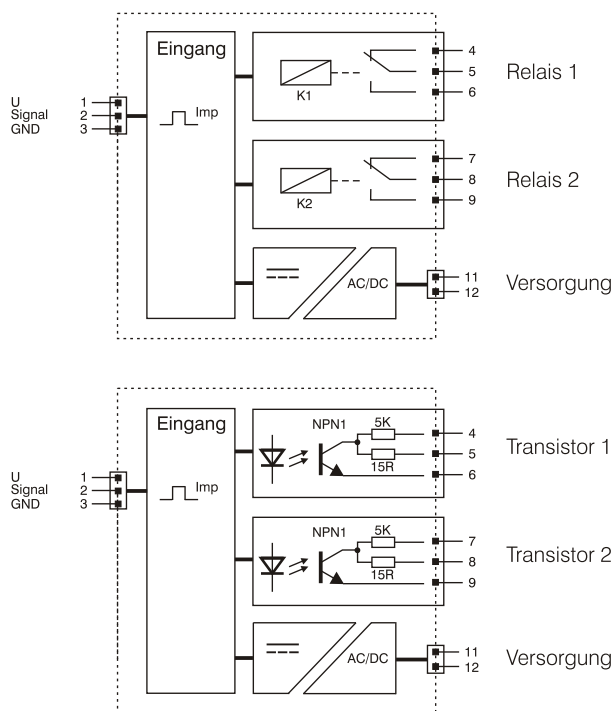 Eingang
U 1
Signal 2
GND 3
Imp
K1
4
5
6
Relais 1
K2
7
8
9
Relais 2
AC/DC
11
12
Versorgung
Eingang
U 1
Signal 2
GND 3
Imp
NPN1
5K
15R
4
5
6
Transistor 1
NPN1
5K
15R
7
8
9
Transistor 2
AC/DC
11
12
Versorgung